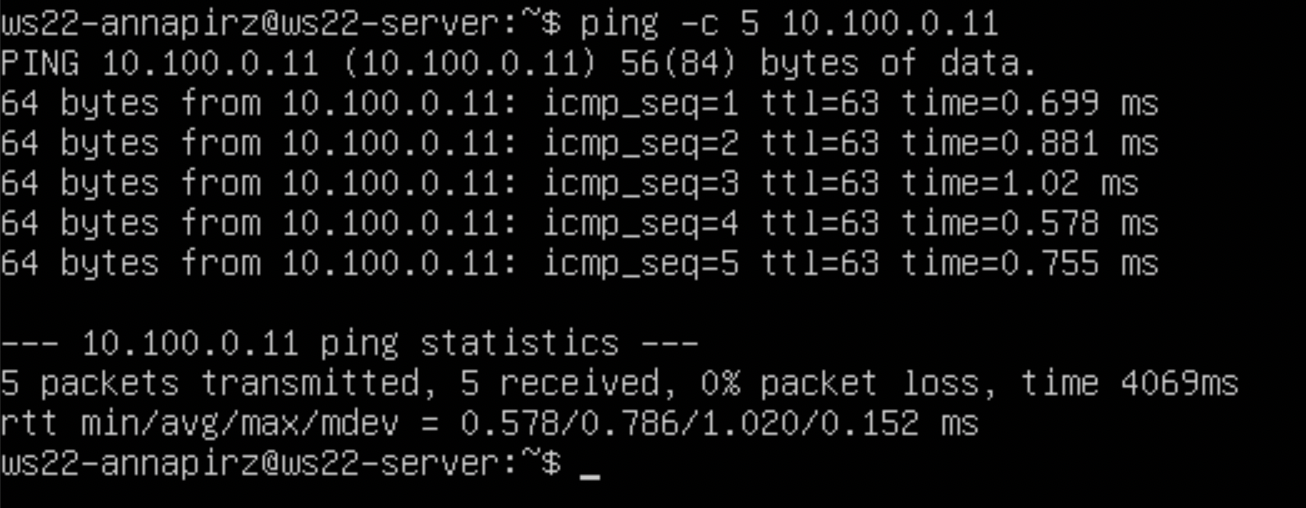 ws22-annapirz@ws22-server:~$ ping -c 5 10.100.0.11
PING 10.100.0.11 (10.100.0.11) 56(84) bytes of data.
64 bytes from 10.100.0.11: icmp_seq=1 ttl=63 time=0.699 ms
64 bytes from 10.100.0.11: icmp_seq=2 ttl=63 time=0.881 ms
64 bytes from 10.100.0.11: icmp_seq=3 ttl=63 time=1.02 ms
64 bytes from 10.100.0.11: icmp_seq=4 ttl=63 time=0.578 ms
64 bytes from 10.100.0.11: icmp_seq=5 ttl=63 time=0.755 ms
--- 10.100.0.11 ping statistics ---
5 packets transmitted, 5 received, 0% packet loss, time 4069ms
rtt min/avg/max/mdev = 0.578/0.786/1.020/0.152 ms
ws22-annapirz@ws22-server:~$ _